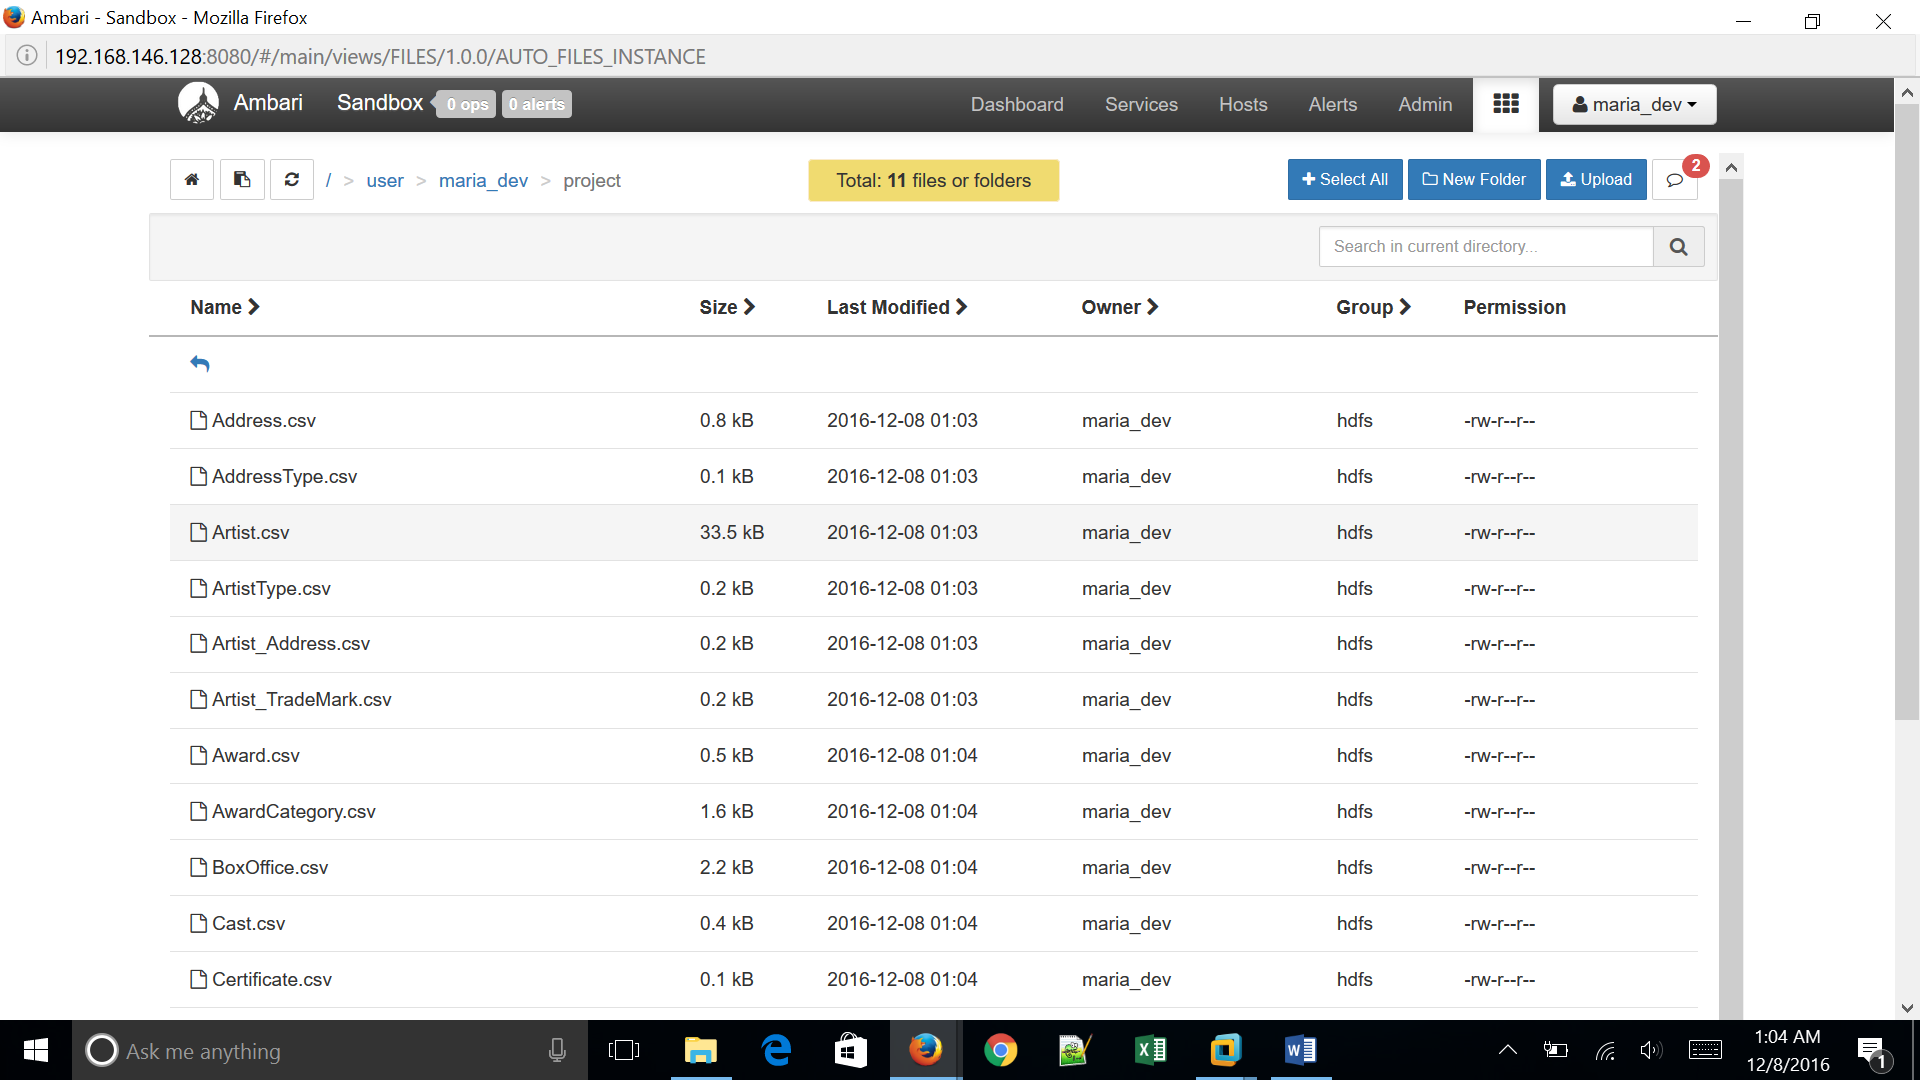 Ambari - Sandbox - Mozilla Firefox
192.168.146.128:8080/#/main/views/FILES/1.0.0/AUTO_FILES_INSTANCE
Ambari Sandbox 0 ops 0 alerts Dashboard Services Hosts Alerts Admin maria_dev
/ > user > maria_dev > project Total: 11 files or folders Select All New Folder Upload 2
Search in current directory...
Name Size Last Modified Owner Group Permission
Address.csv 0.8 kB 2016-12-08 01:03 maria_dev hdfs -rw-r--r--
AddressType.csv 0.1 kB 2016-12-08 01:03 maria_dev hdfs -rw-r--r--
Artist.csv 33.5 kB 2016-12-08 01:03 maria_dev hdfs -rw-r--r--
ArtistType.csv 0.2 kB 2016-12-08 01:03 maria_dev hdfs -rw-r--r--
Artist_Address.csv 0.2 kB 2016-12-08 01:03 maria_dev hdfs -rw-r--r--
Artist_TradeMark.csv 0.2 kB 2016-12-08 01:03 maria_dev hdfs -rw-r--r--
Award.csv 0.5 kB 2016-12-08 01:04 maria_dev hdfs -rw-r--r--
AwardCategory.csv 1.6 kB 2016-12-08 01:04 maria_dev hdfs -rw-r--r--
BoxOffice.csv 2.2 kB 2016-12-08 01:04 maria_dev hdfs -rw-r--r--
Cast.csv 0.4 kB 2016-12-08 01:04 maria_dev hdfs -rw-r--r--
Certificate.csv 0.1 kB 2016-12-08 01:04 maria_dev hdfs -rw-r--r--
Ask me anything
1:04 AM
12/8/2016
1